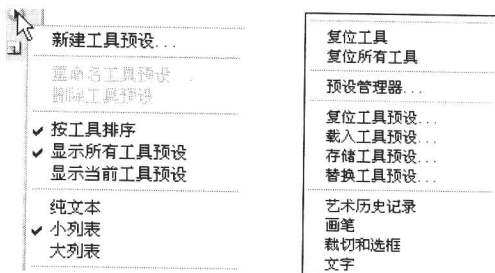 新建工具预设...
重命名工具预设...
删除工具预设
按工具排序
显示所有工具预设
显示当前工具预设
纯文本
小列表
大列表
复位工具
复位所有工具
预设管理器...
复位工具预设...
载入工具预设...
存储工具预设...
替换工具预设...
艺术历史记录
画笔
裁切和选框
文字